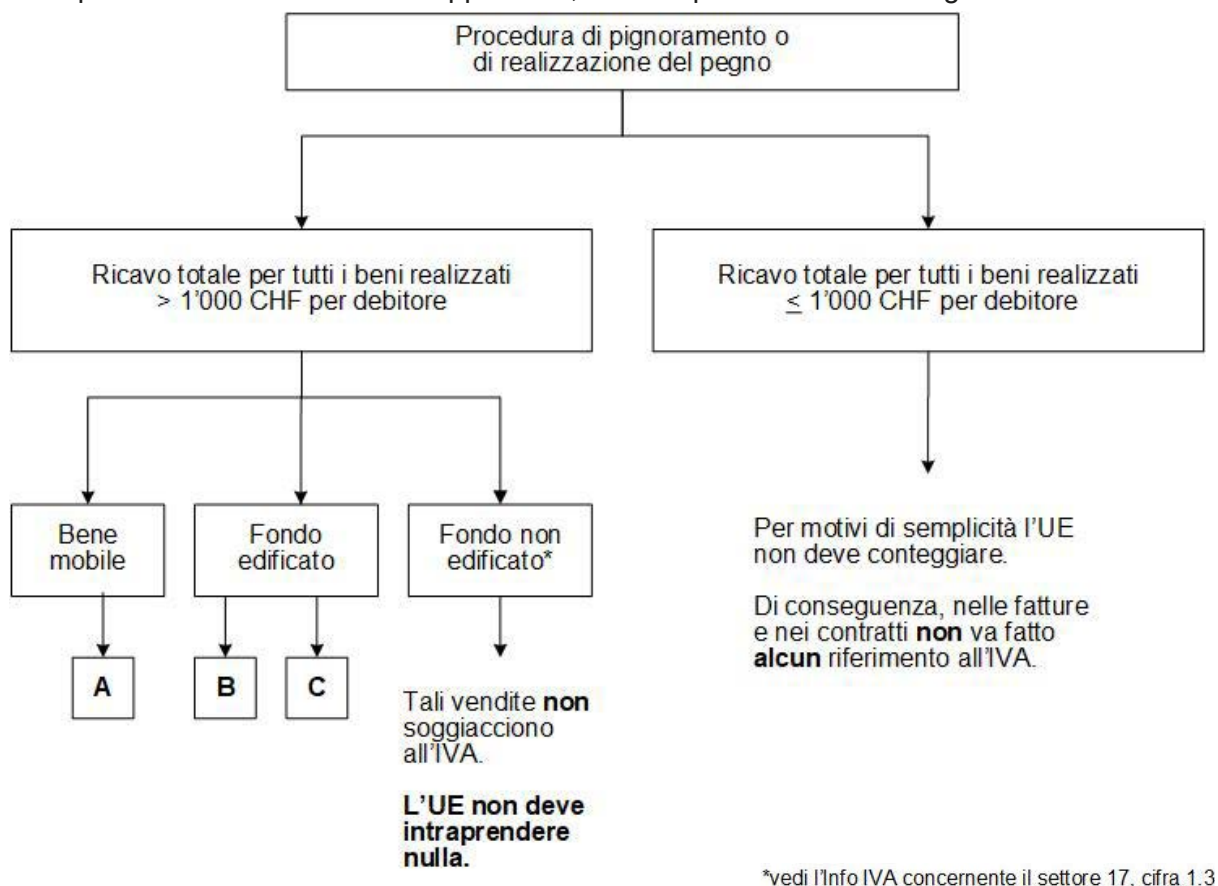 Procedura di pignoramento o
di realizzazione del pegno
Ricavo totale per tutti i beni realizzati
> 1'000 CHF per debitore
Ricavo totale per tutti i beni realizzati
≤ 1'000 CHF per debitore
Bene
mobile
Fondo
edificato
Fondo non
edificato*
A
B
C
Tali vendite non
soggiacciono
all'IVA.
L'UE non deve
intraprendere
nulla.
Per motivi di semplicità l'UE
non deve conteggiare.
Di conseguenza, nelle fatture
e nei contratti non va fatto
alcun riferimento all'IVA.
*vedi l'Info IVA concernente il settore 17, cifra 1.3